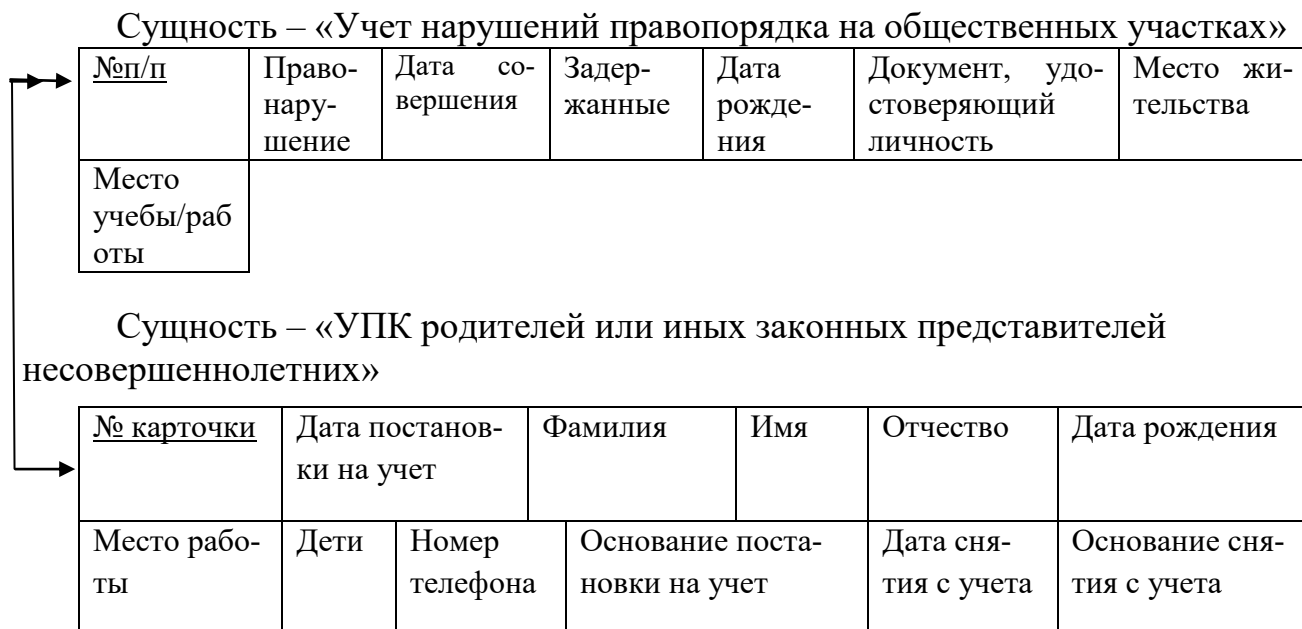 Сущность – «Учет нарушений правопорядка на общественных участках»
№п/п
Право-
нару-
шение
Дата со-
вершения
Задер-
жанные
Дата
рожде-
ния
Документ, удо-
стоверяющий
личность
Место жи-
тельства
Место
учебы/раб
оты
Сущность – «УПК родителей или иных законных представителей
несовершеннолетних»
№ карточки
Дата постанов-
ки на учет
Фамилия
Имя
Отчество
Дата рождения
Место рабо-
ты
Дети
Номер
телефона
Основание поста-
новки на учет
Дата сня-
тия с учета
Основание сня-
тия с учета